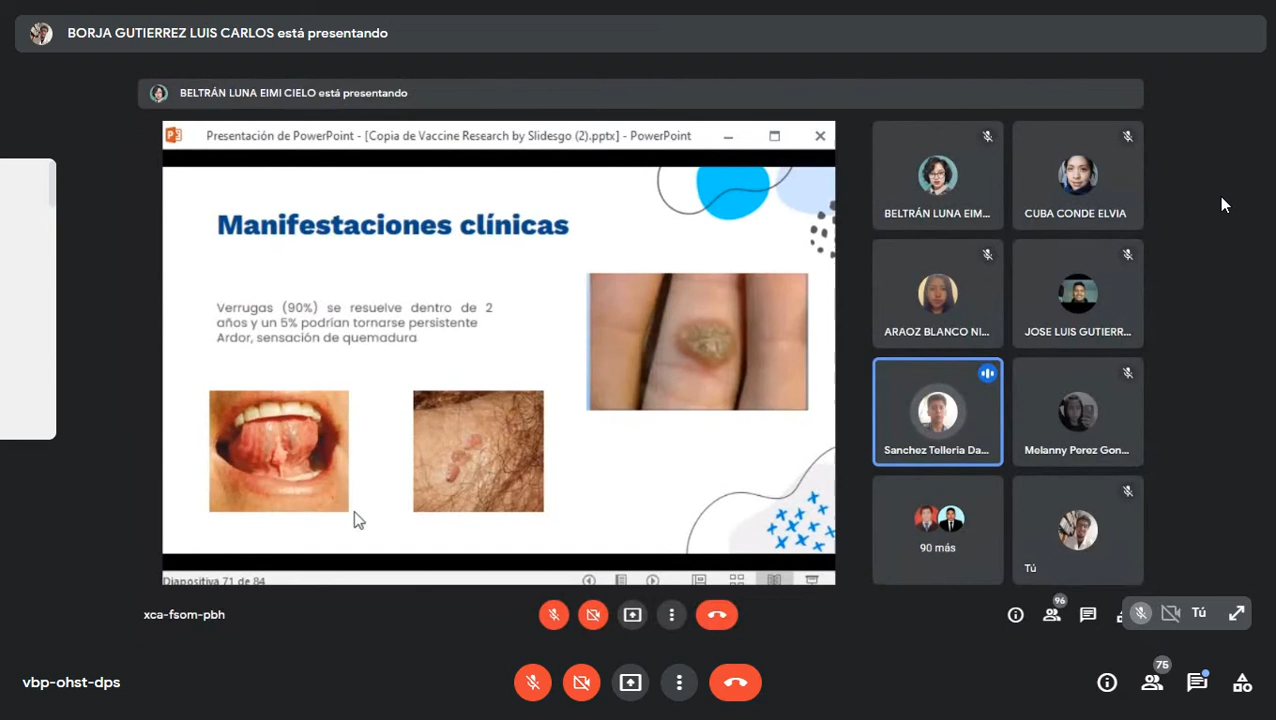 BORJA GUTIERREZ LUIS CARLOS está presentando
BELTRÁN LUNA EIMI CIELO está presentando
Presentación de PowerPoint - [Copia de Vaccine Research by Slidesgo (2).pptx] - PowerPoint
Manifestaciones clínicas
Verrugas (90%) se resuelve dentro de 2
años y un 5% podrían tornarse persistente
Ardor, sensación de quemadura
Diapositiva 71 de 84
BELTRÁN LUNA EIM...
CUBA CONDE ELVIA
ARAOZ BLANCO NI...
JOSE LUIS GUTIERR...
Sanchez Telleria Da...
Melanny Perez Gon...
90 más
Tú
xca-fsom-pbh
96
Tú
vbp-ohst-dps
75